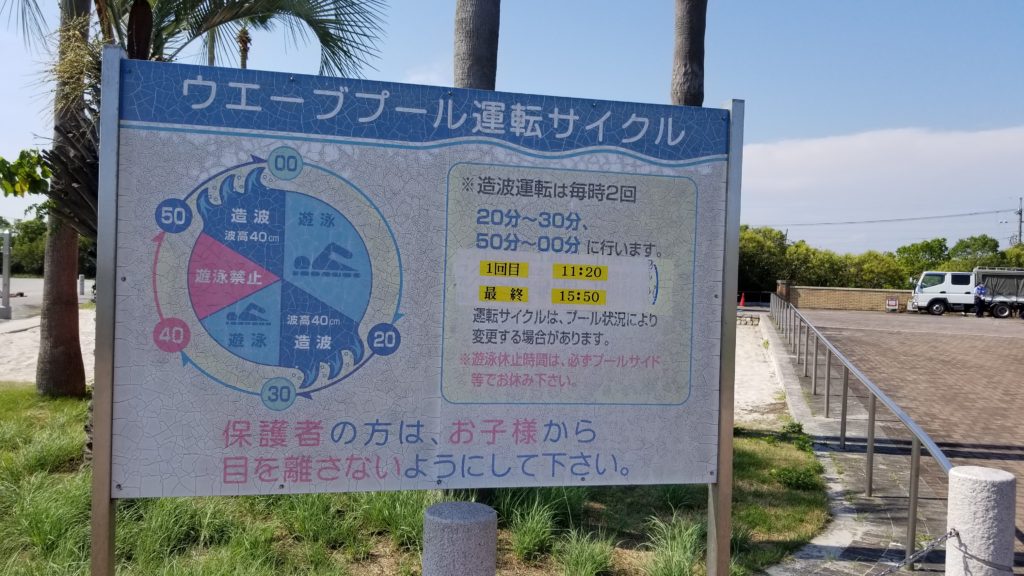 ウエーブプール運転サイクル
00
50
造波
波高40cm
遊泳
遊泳禁止
40
遊泳
波高40cm
造波
20
30
※造波運転は毎時2回
20分～30分、
50分～00分 に行います。
1回目 11:20
最終 15:50
運転サイクルは、プール状況により
変更する場合があります。
※遊泳休止時間は、必ずプールサイド
等でお休み下さい。
保護者の方は、お子様から
目を離さないようにして下さい。